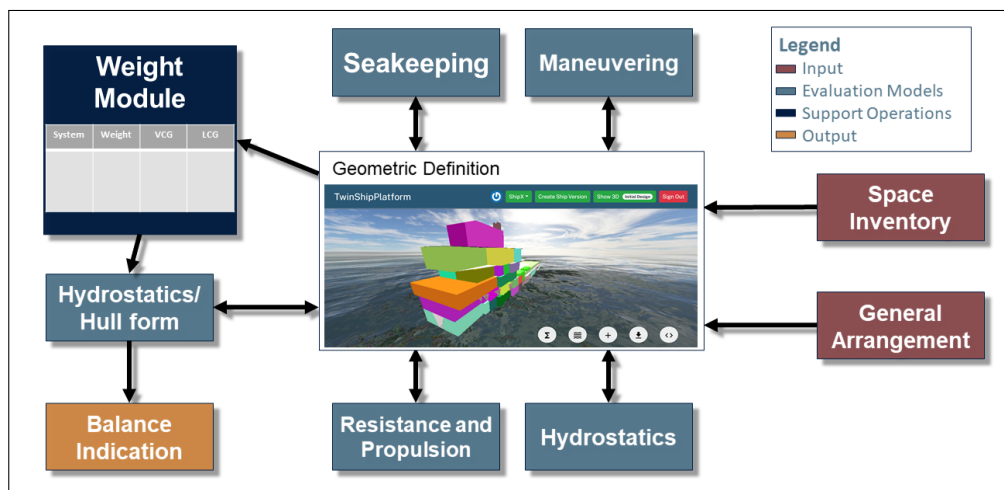 Weight
Module
System Weight VCG LCG
Seakeeping
Maneuvering
Legend
Input
Evaluation Models
Support Operations
Output
Geometric Definition
TwinShipPlatform
ShipX
Create Ship Version
Show 3D Initial Design
Sign Out
Space
Inventory
Hydrostatics/
Hull form
General
Arrangement
Balance
Indication
Resistance and
Propulsion
Hydrostatics